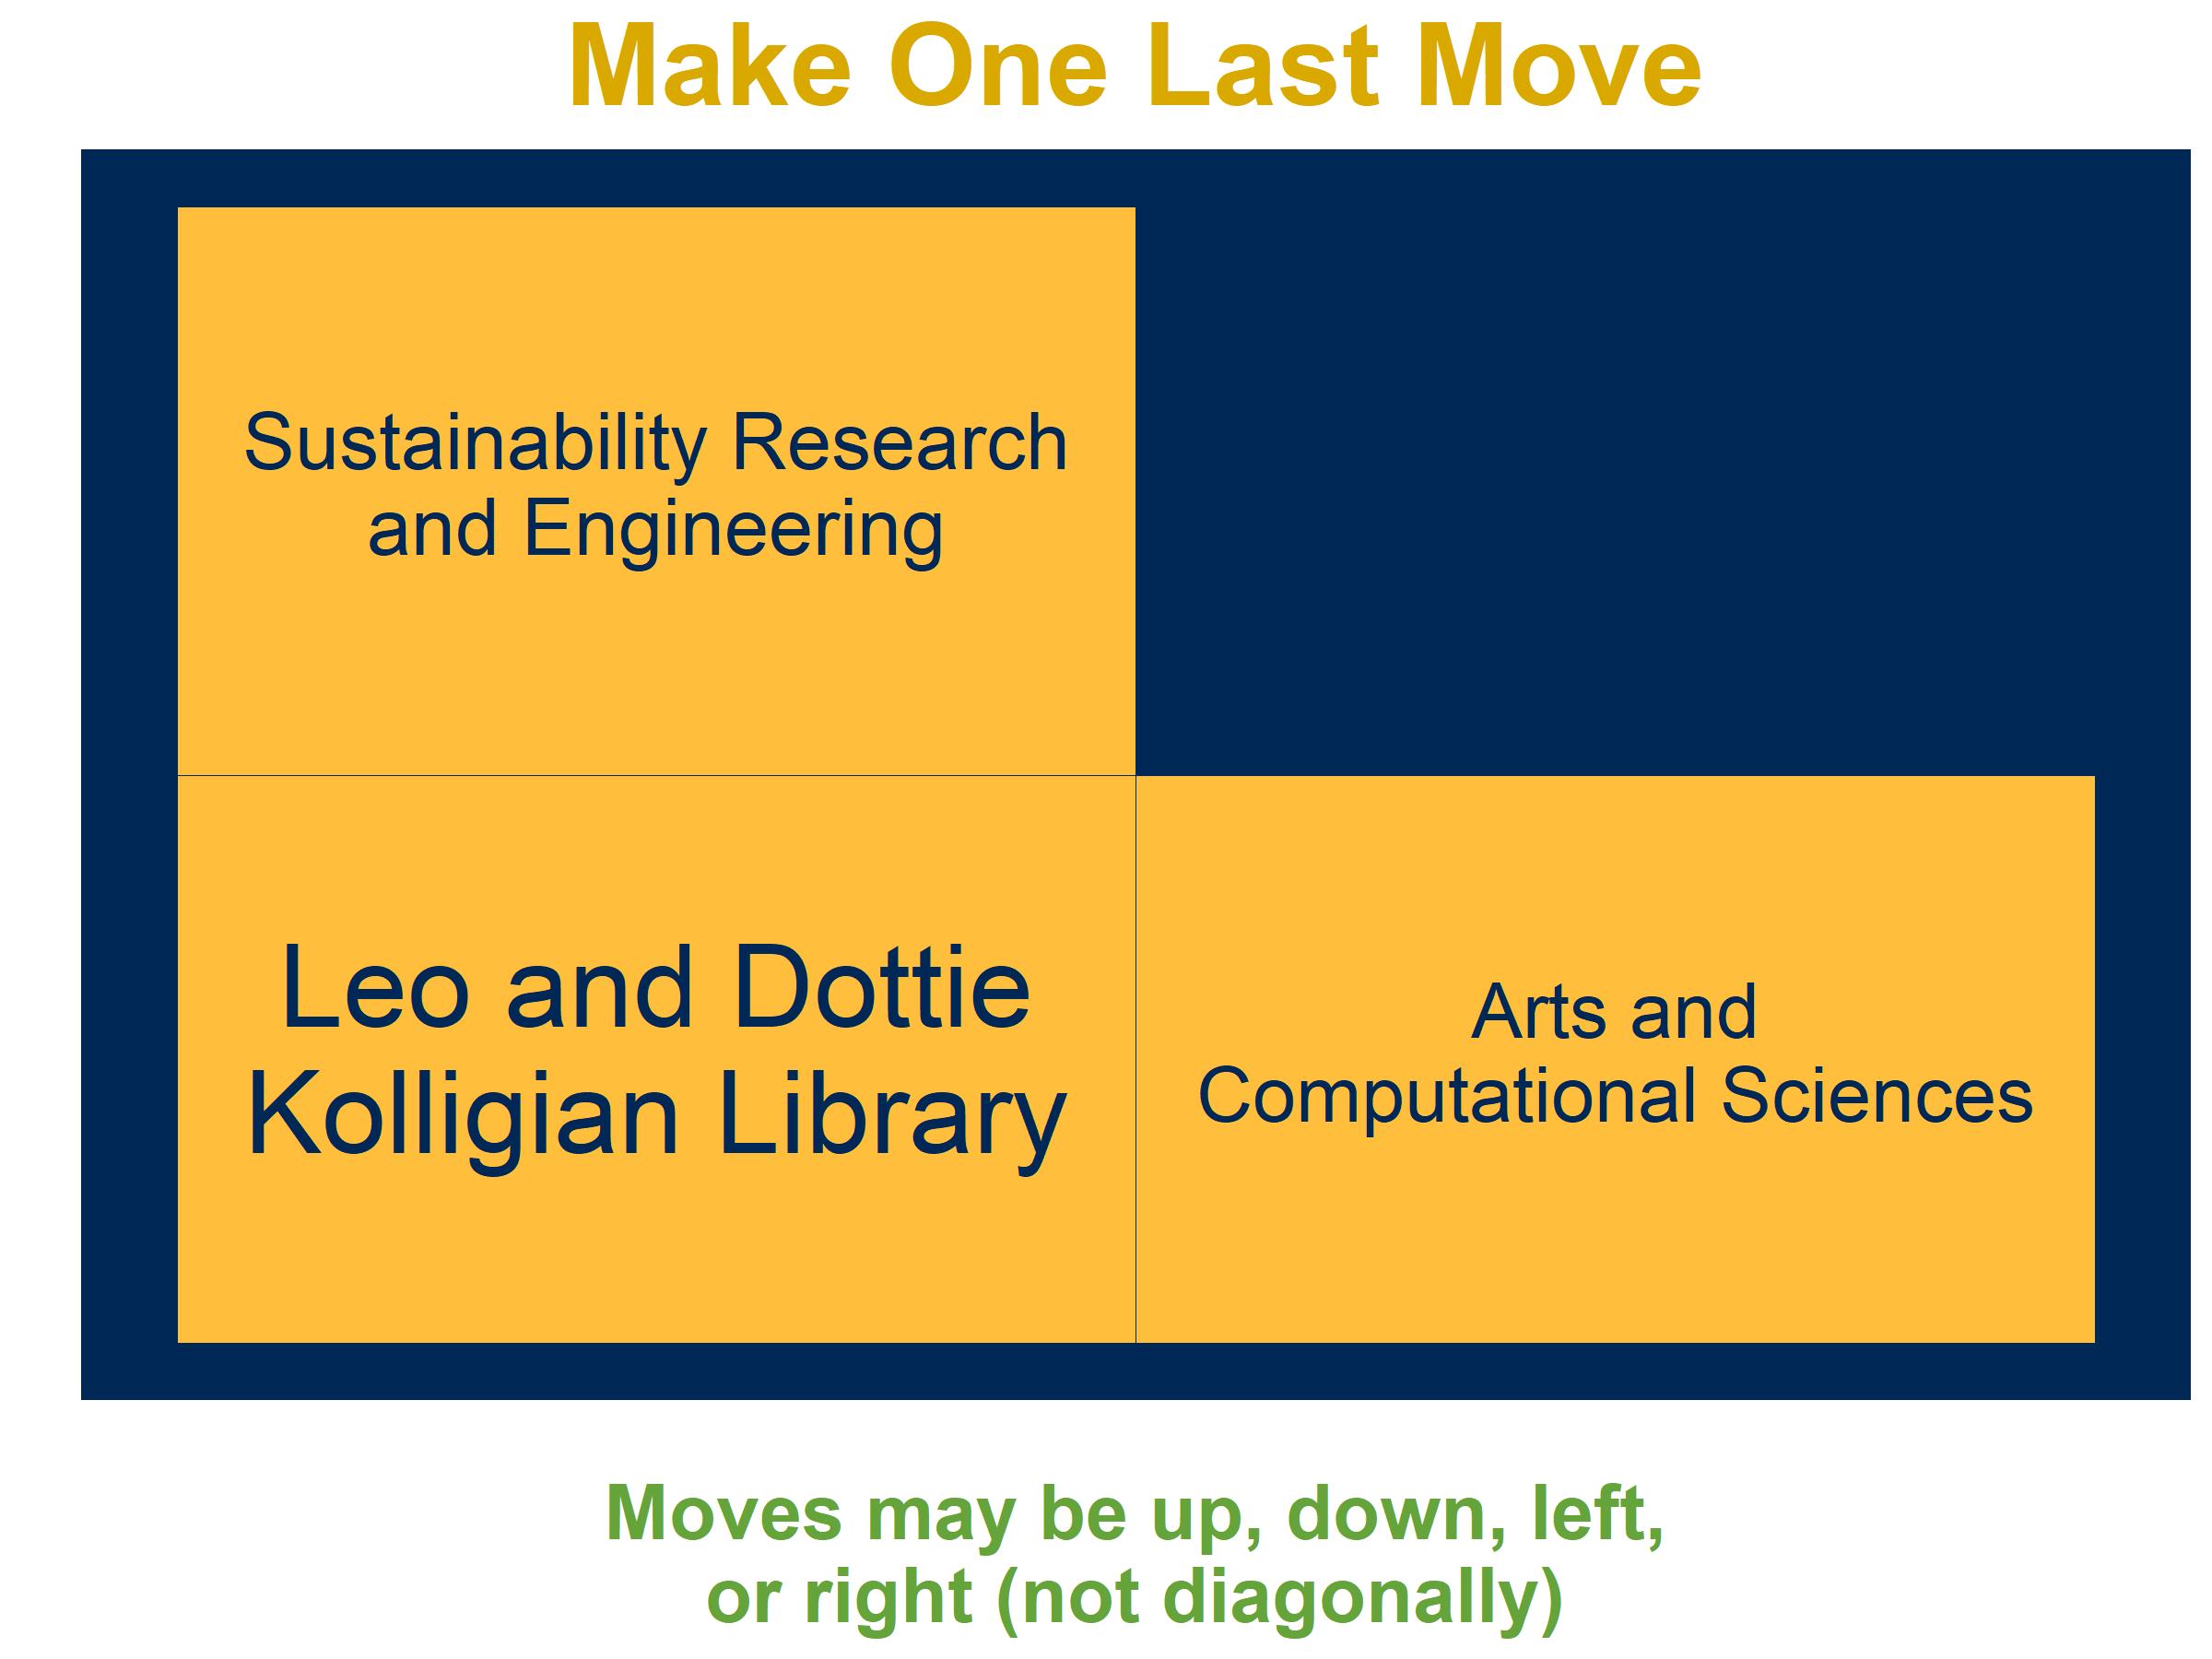 Make One Last Move
Sustainability Research
and Engineering
Leo and Dottie
Kolligian Library
Arts and
Computational Sciences
Moves may be up, down, left,
or right (not diagonally)